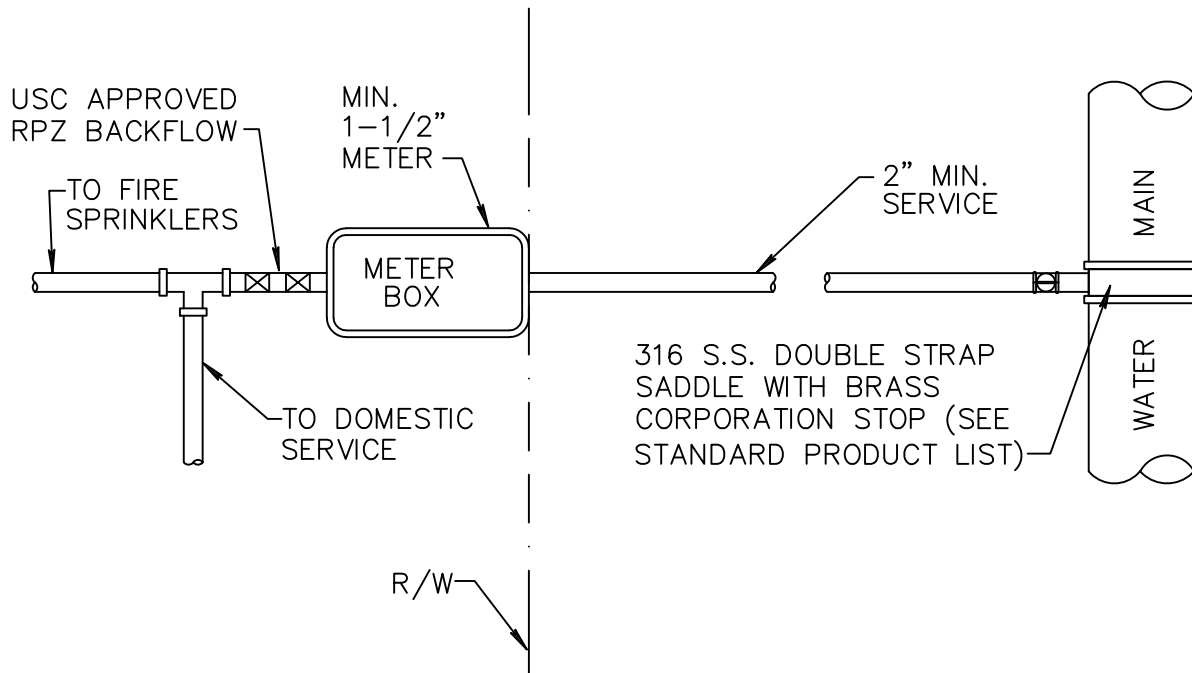 USC APPROVED
RPZ BACKFLOW
MIN.
1-1/2"
METER
TO FIRE
SPRINKLERS
2" MIN.
SERVICE
MAIN
METER
BOX
316 S.S. DOUBLE STRAP
SADDLE WITH BRASS
CORPORATION STOP (SEE
STANDARD PRODUCT LIST)
WATER
TO DOMESTIC
SERVICE
R/W